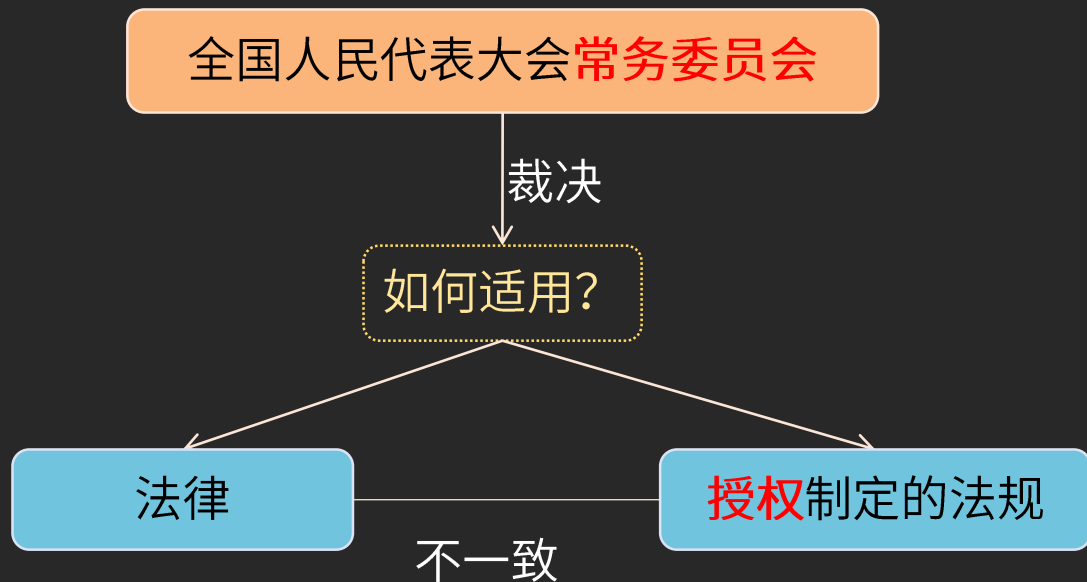 全国人民代表大会常务委员会
裁决
如何适用？
法律
授权制定的法规
不一致